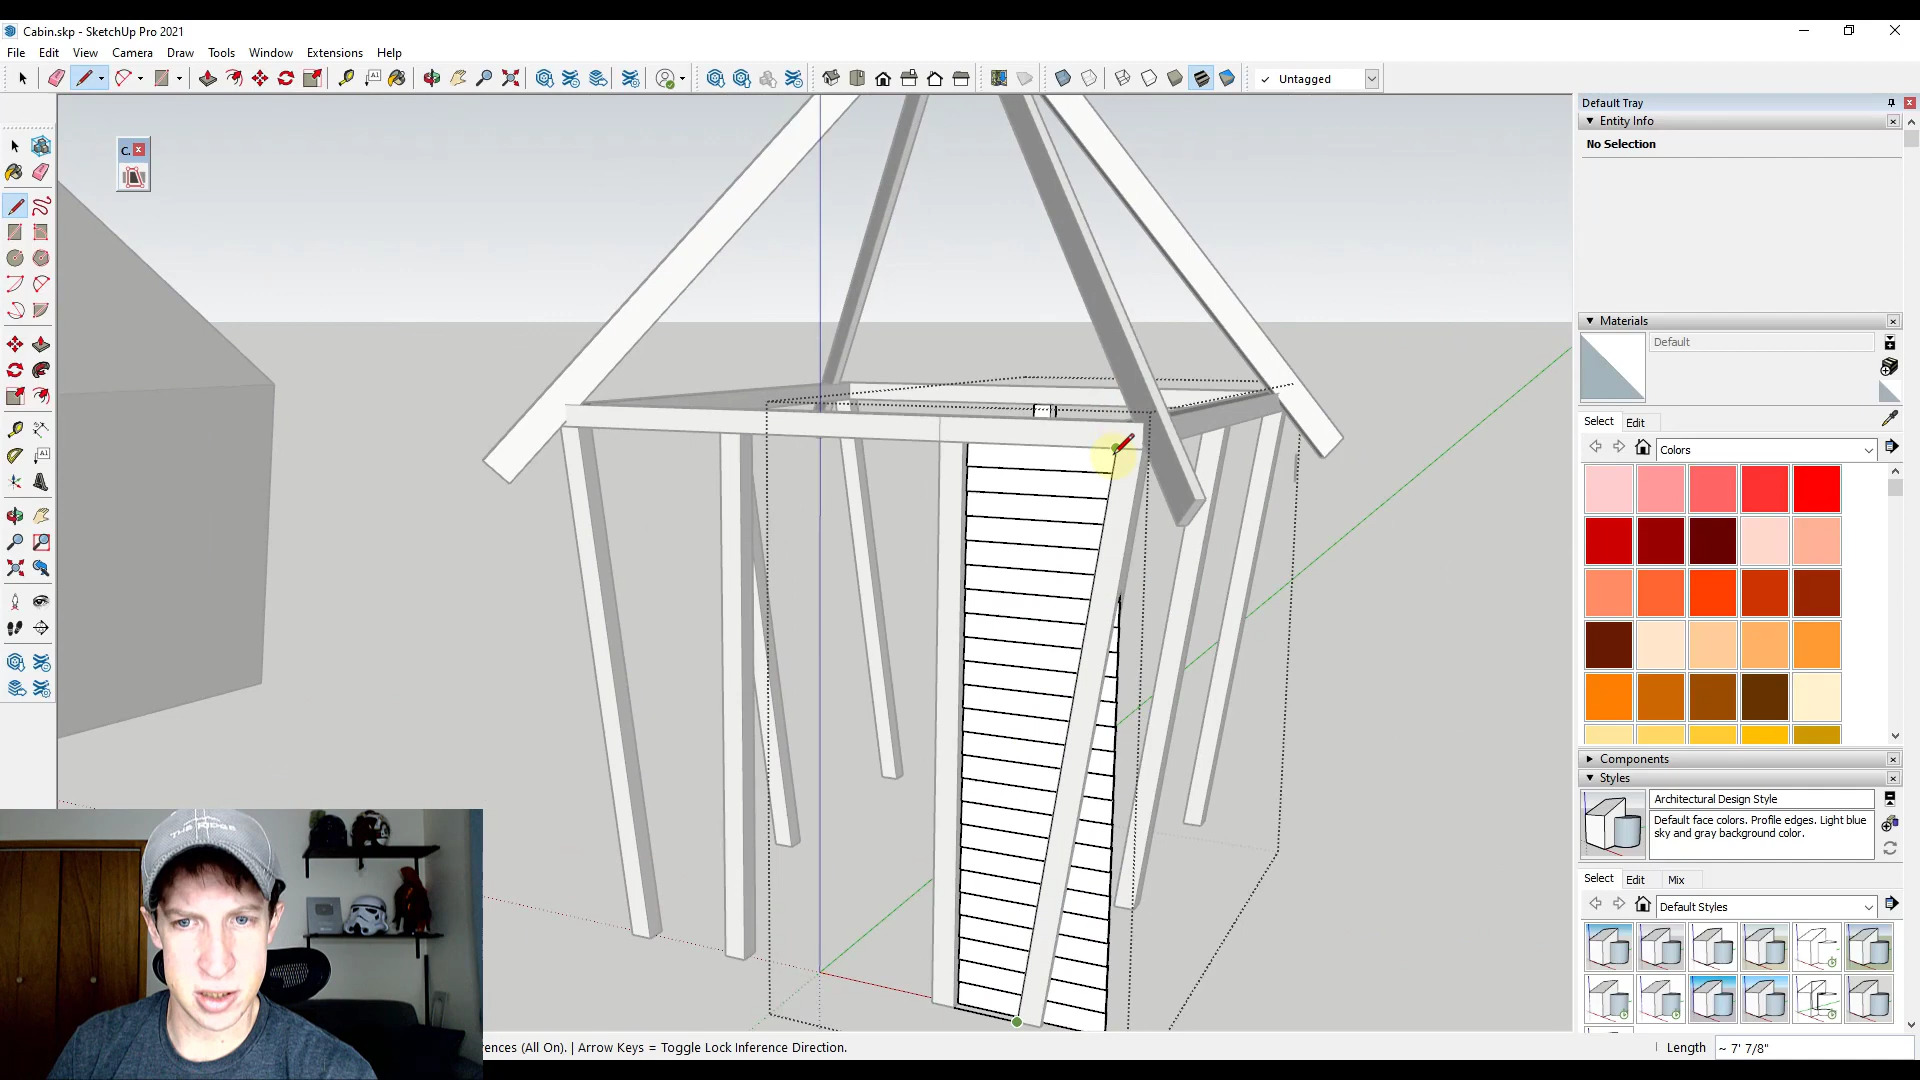 Cabin.skp - SketchUp Pro 2021
File Edit View Camera Draw Tools Window Extensions Help
Untagged
Default Tray
Entity Info
No Selection
Materials
Default
Select Edit
Colors
Components
Styles
Architectural Design Style
Default face colors. Profile edges. Light blue
sky and gray background color.
Select Edit Mix
Default Styles
C.
THE RIDGE
ences (All On). | Arrow Keys = Toggle Lock Inference Direction.
Length ~ 7' 7/8"